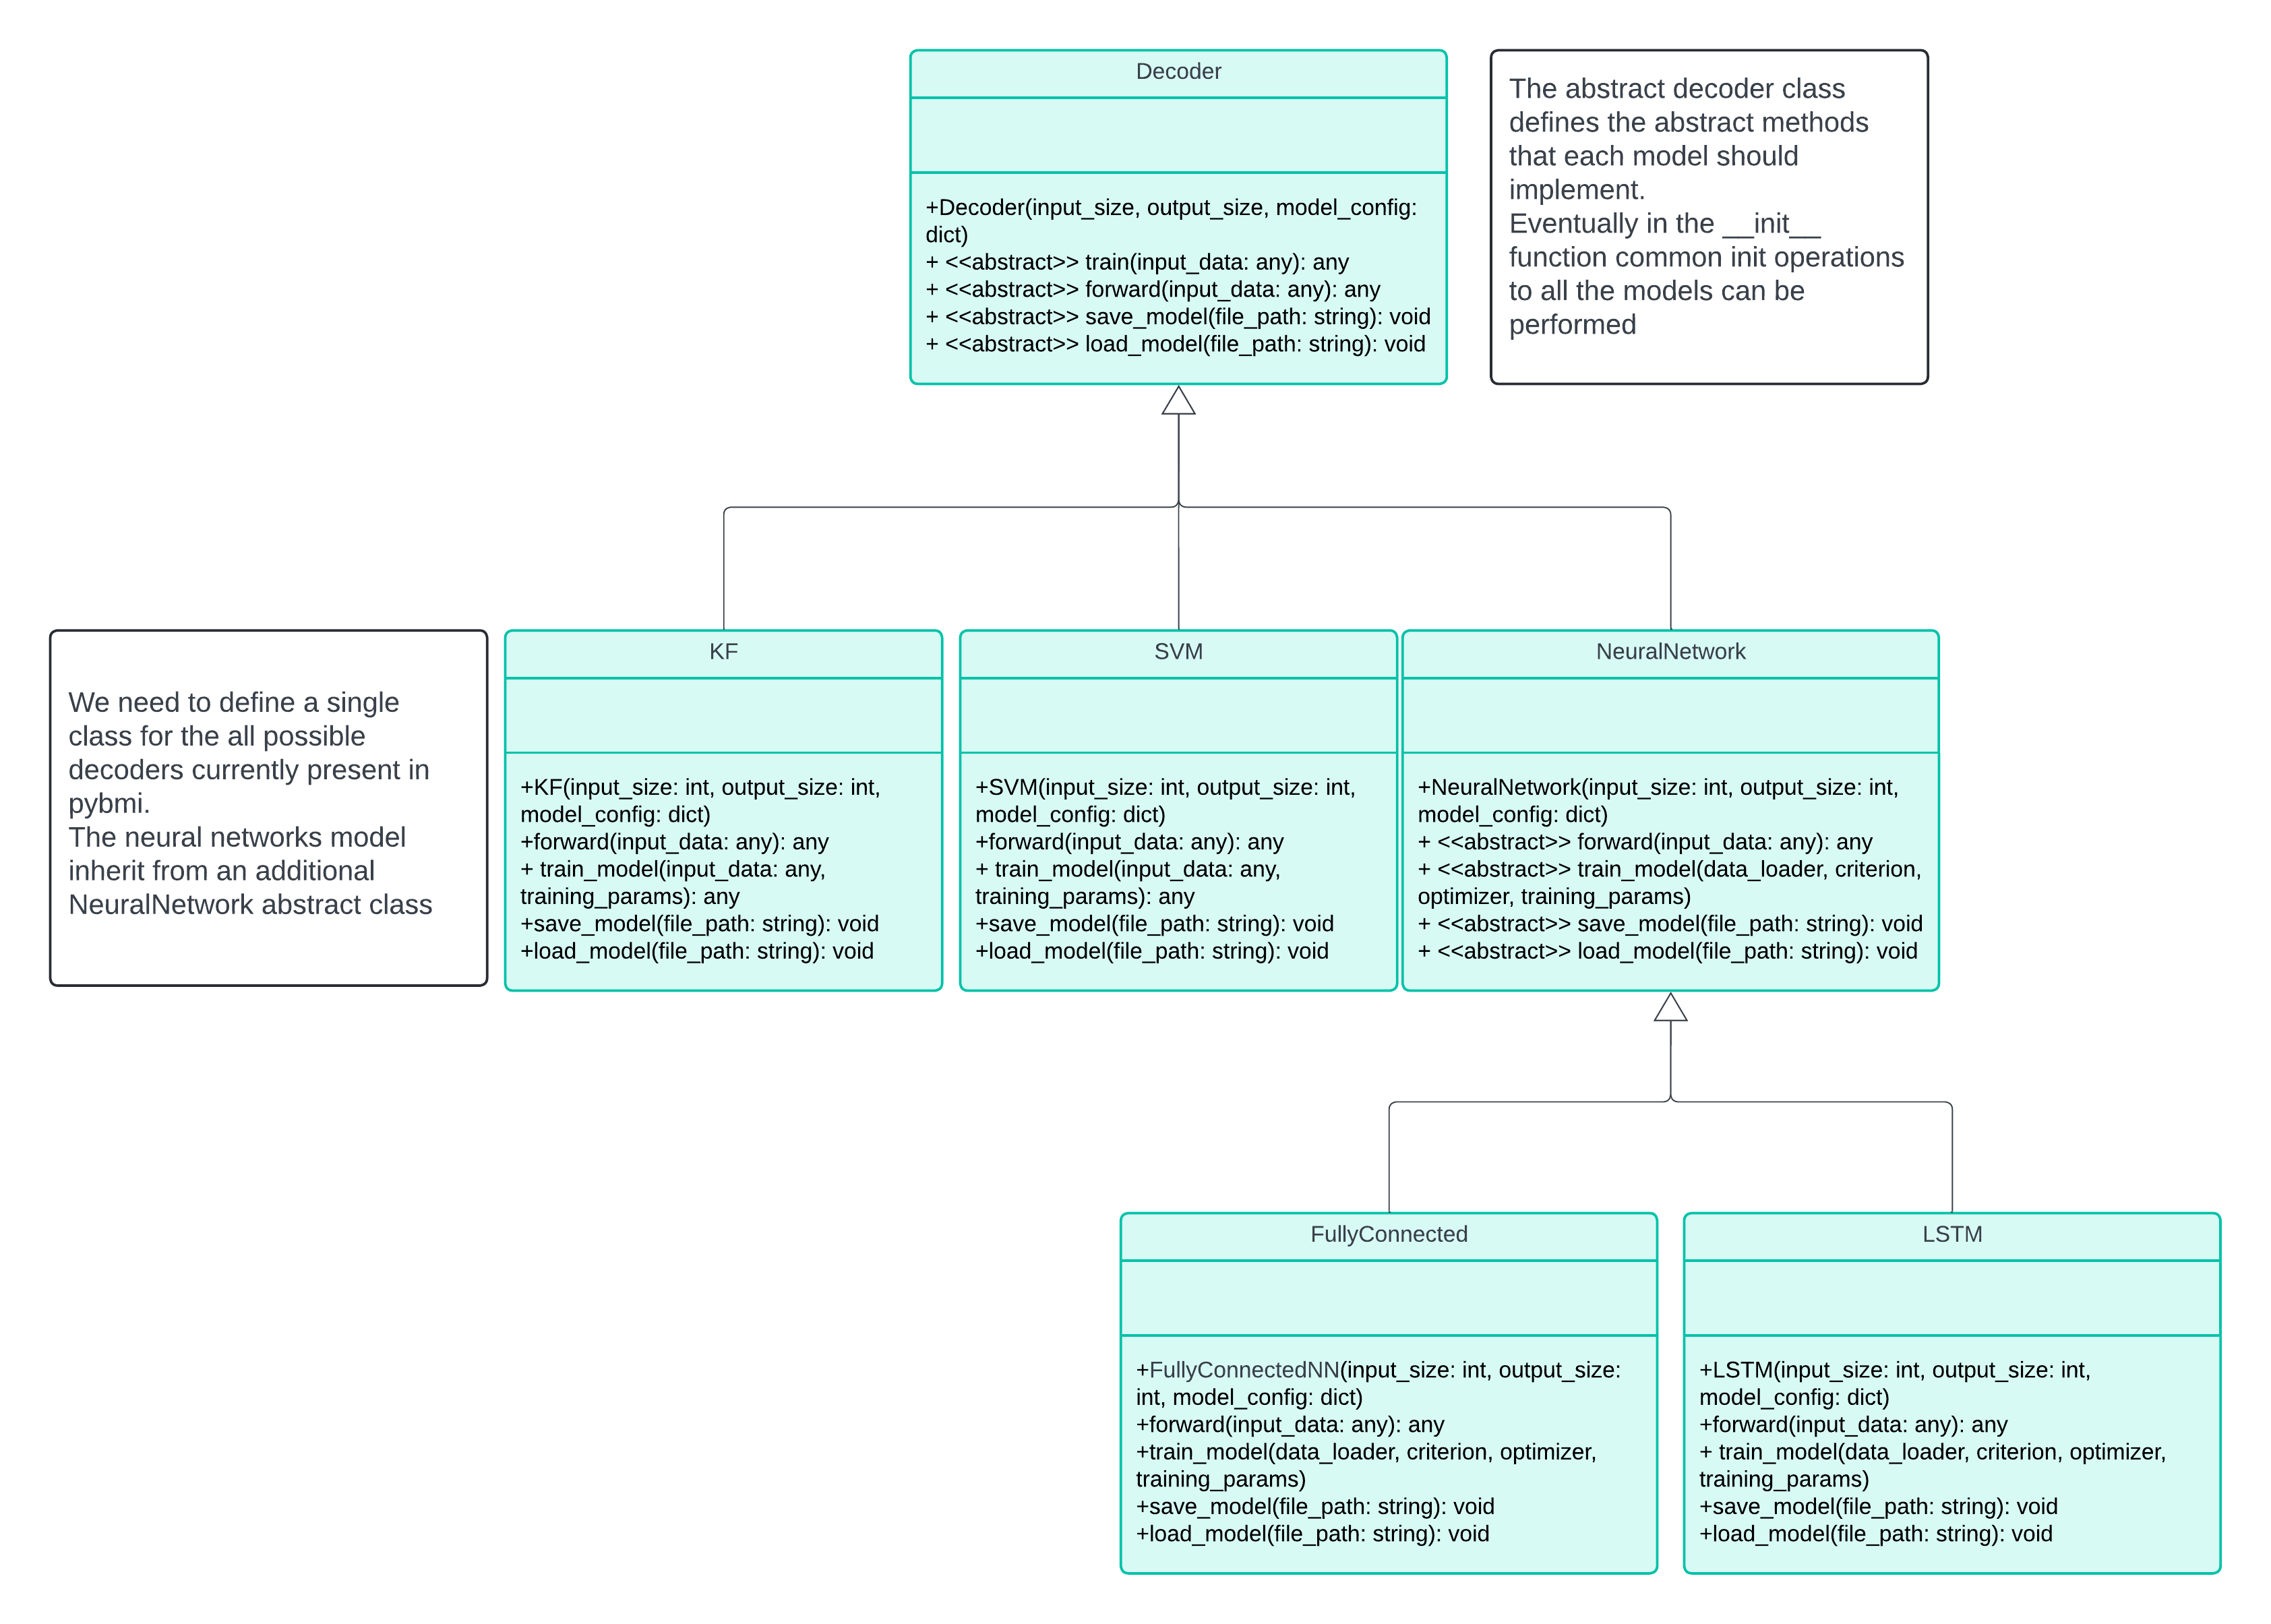 Decoder
+Decoder(input_size, output_size, model_config:
dict)
+ <<abstract>> train(input_data: any): any
+ <<abstract>> forward(input_data: any): any
+ <<abstract>> save_model(file_path: string): void
+ <<abstract>> load_model(file_path: string): void
The abstract decoder class
defines the abstract methods
that each model should
implement.
Eventually in the __init__
function common init operations
to all the models can be
performed
We need to define a single
class for the all possible
decoders currently present in
pybmi.
The neural networks model
inherit from an additional
NeuralNetwork abstract class
KF
+KF(input_size: int, output_size: int,
model_config: dict)
+forward(input_data: any): any
+ train_model(input_data: any,
training_params): any
+save_model(file_path: string): void
+load_model(file_path: string): void
SVM
+SVM(input_size: int, output_size: int,
model_config: dict)
+forward(input_data: any): any
+ train_model(input_data: any,
training_params): any
+save_model(file_path: string): void
+load_model(file_path: string): void
NeuralNetwork
+NeuralNetwork(input_size: int, output_size: int,
model_config: dict)
+ <<abstract>> forward(input_data: any): any
+ <<abstract>> train_model(data_loader, criterion,
optimizer, training_params)
+ <<abstract>> save_model(file_path: string): void
+ <<abstract>> load_model(file_path: string): void
FullyConnected
+FullyConnectedNN(input_size: int, output_size:
int, model_config: dict)
+forward(input_data: any): any
+train_model(data_loader, criterion, optimizer,
training_params)
+save_model(file_path: string): void
+load_model(file_path: string): void
LSTM
+LSTM(input_size: int, output_size: int,
model_config: dict)
+forward(input_data: any): any
+ train_model(data_loader, criterion, optimizer,
training_params)
+save_model(file_path: string): void
+load_model(file_path: string): void